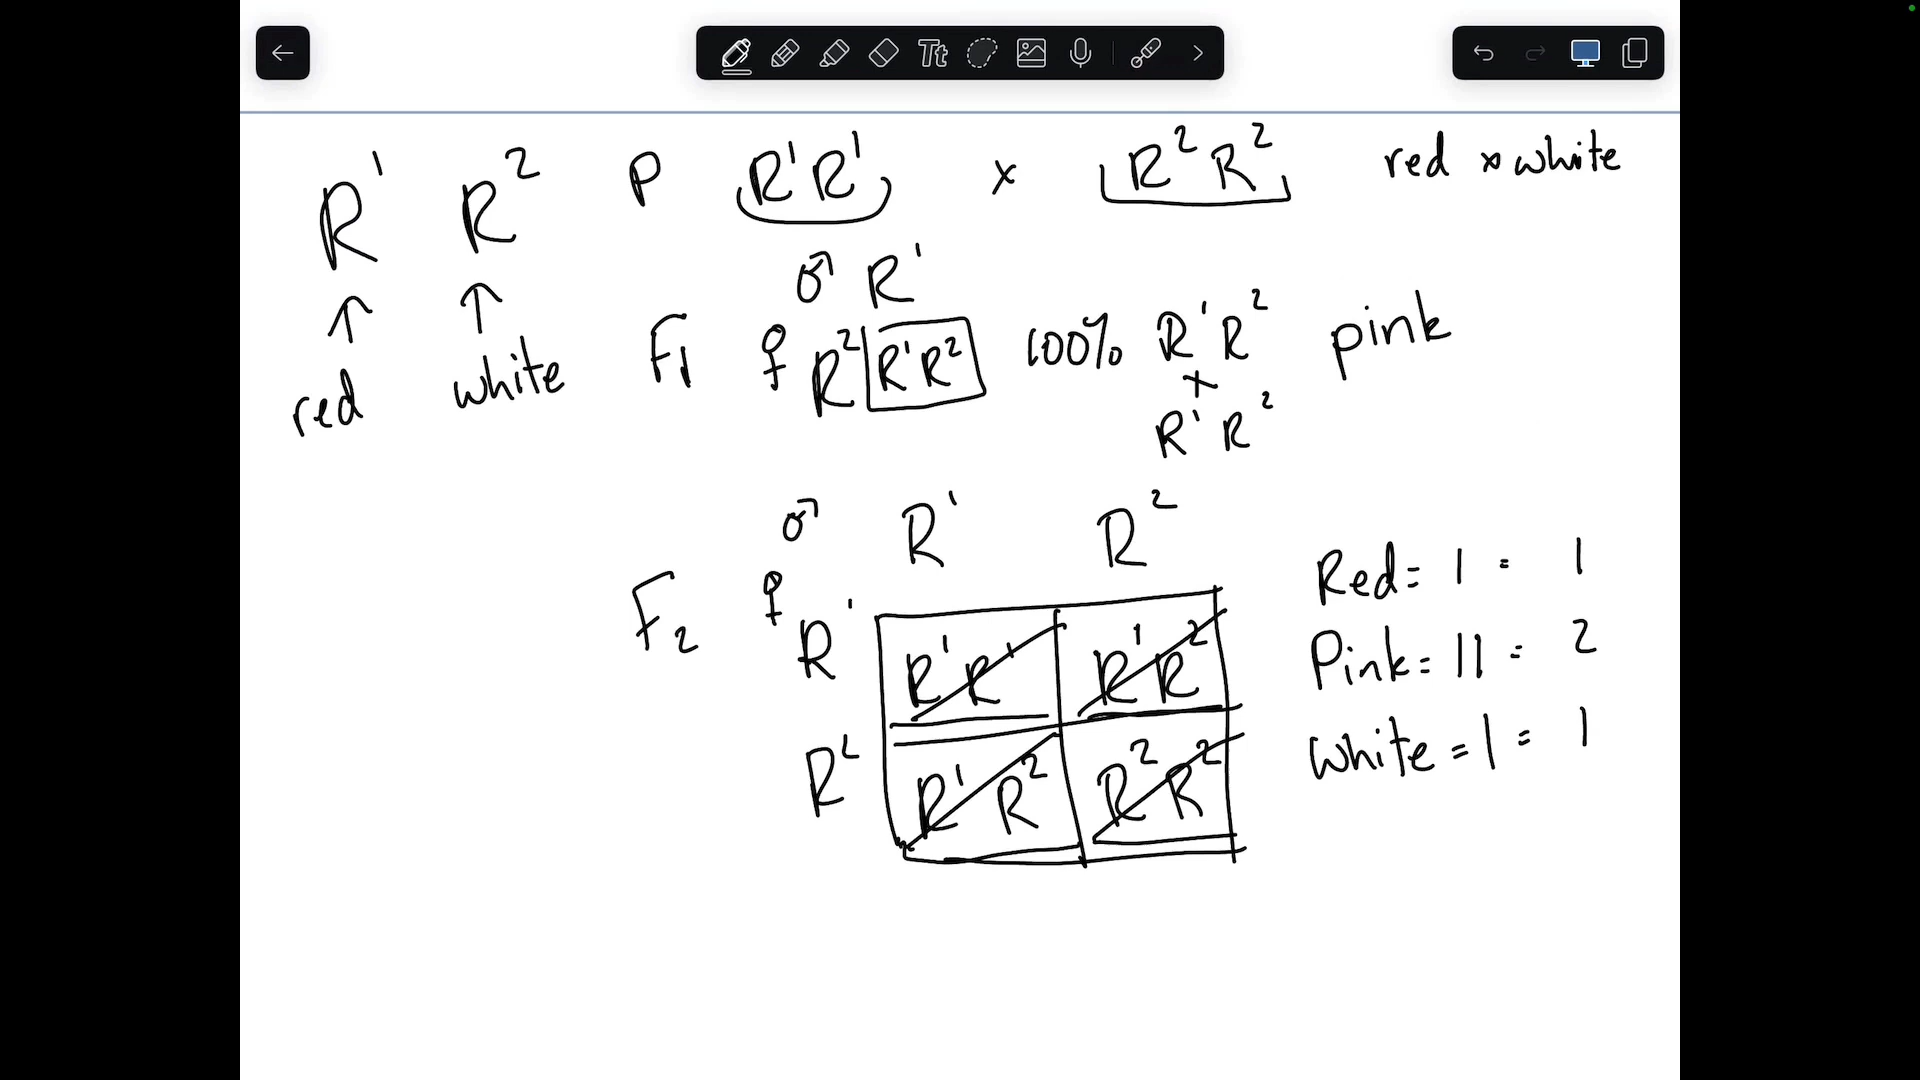 R¹ R² P R¹R¹ x R²R² red x white
↑ ↑ ♂ R¹
red white F1 ♀ R² R¹R² 100% R¹R² pink
x
R¹R²
♂ R¹ R²
F2 ♀ R¹ R¹R¹ R¹R²
R² R¹R² R²R²
Red = 1 = 1
Pink = 11 = 2
White = 1 = 1
Tt